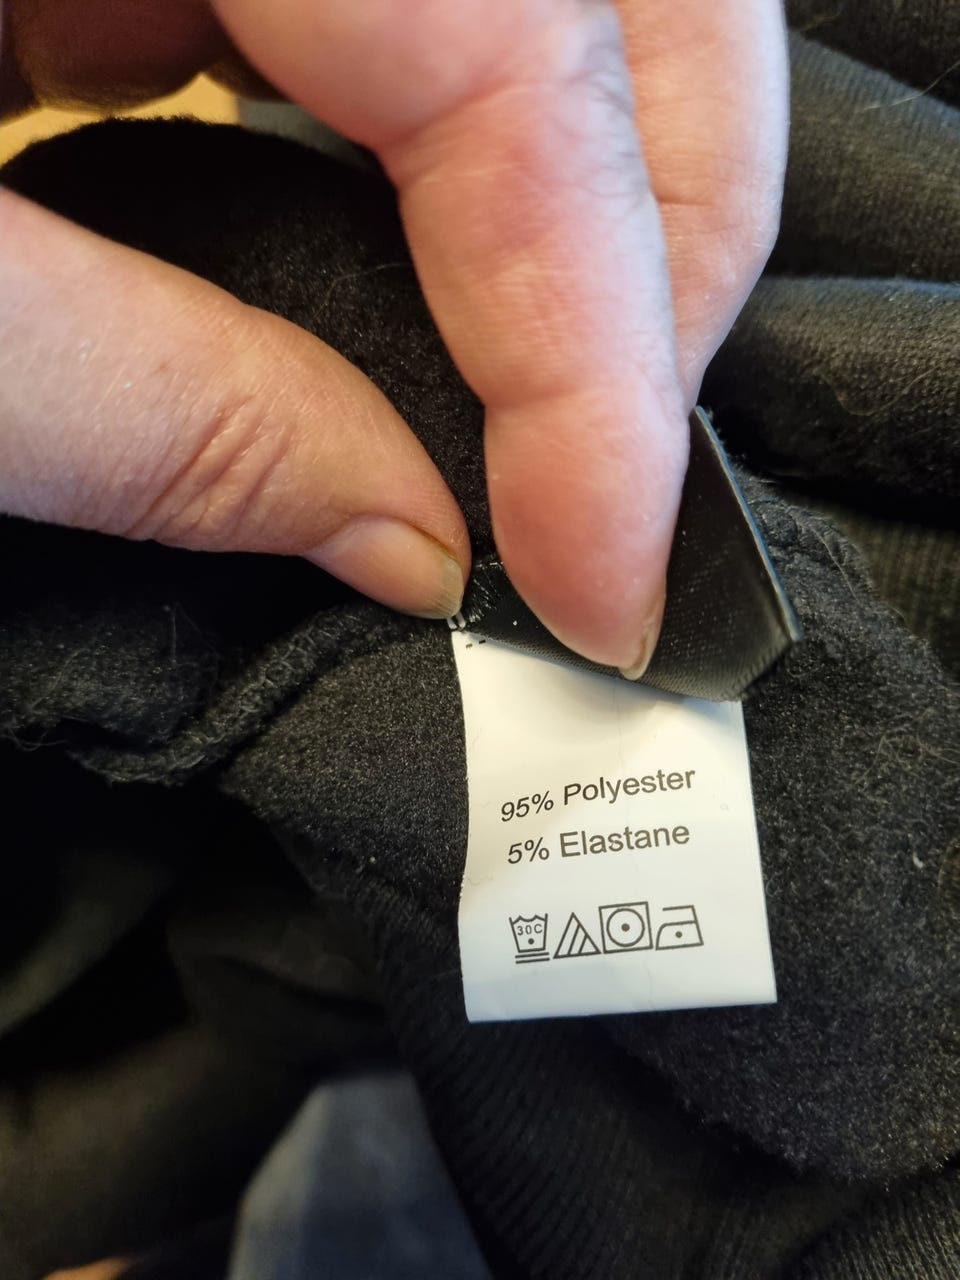 95% Polyester
5% Elastane
30C